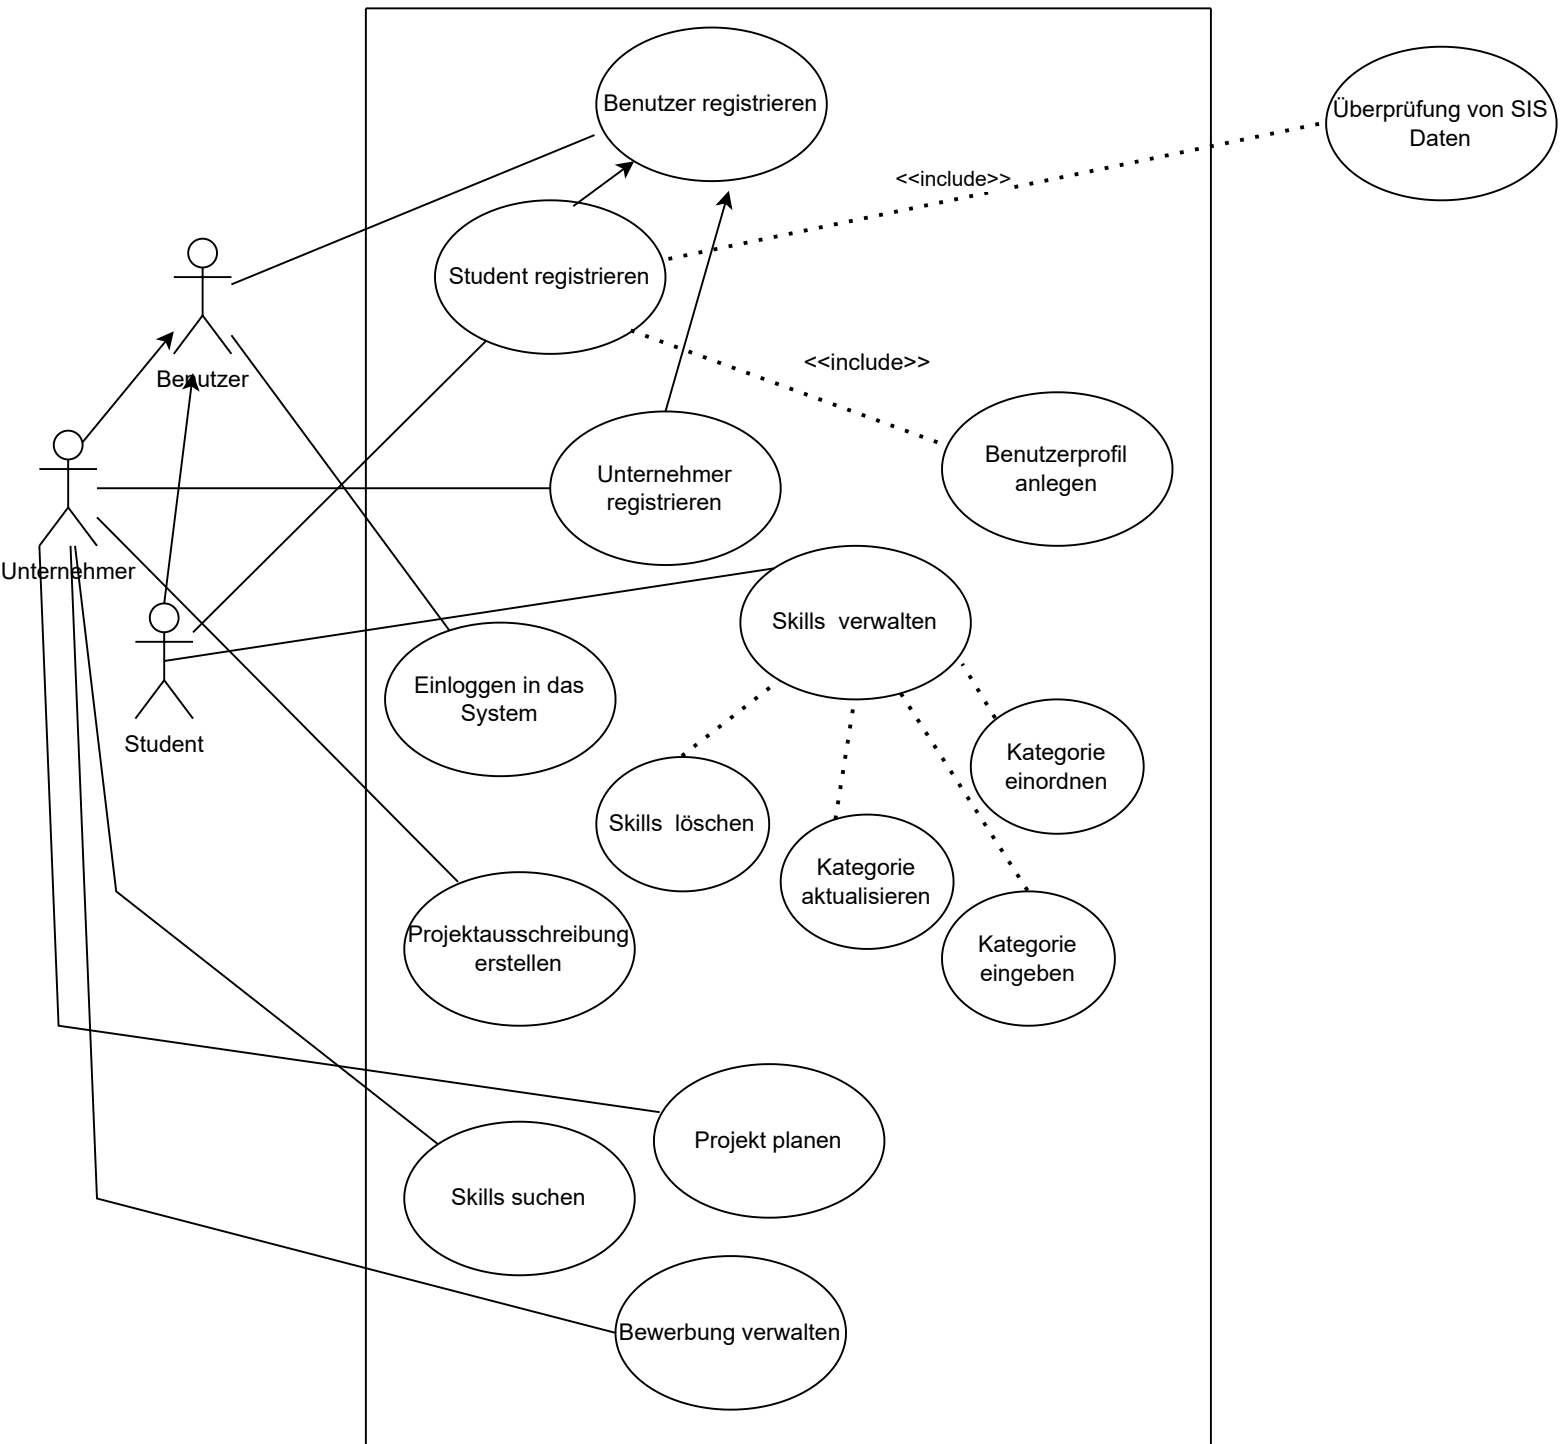 Benutzer registrieren
Überprüfung von SIS
Daten
<<include>>
Student registrieren
<<include>>
Benutzer
Benutzerprofil
anlegen
Unternehmer
registrieren
Unternehmer
Skills  verwalten
Einloggen in das
System
Student
Kategorie
einordnen
Skills  löschen
Kategorie
aktualisieren
Projektausschreibung
erstellen
Kategorie
eingeben
Projekt planen
Skills suchen
Bewerbung verwalten